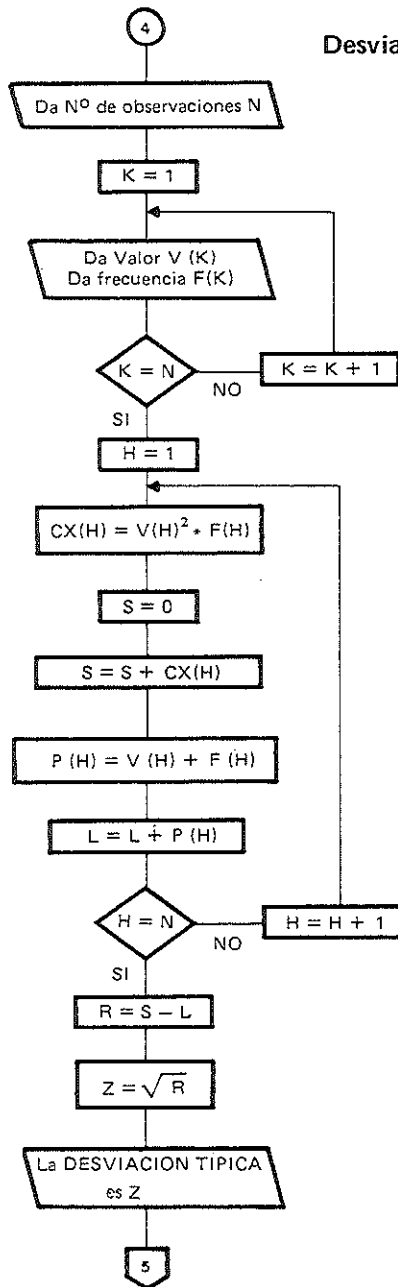 4
Desvia
Da Nº de observaciones N
K = 1
Da Valor V (K)
Da frecuencia F(K)
K = N
NO
K = K + 1
SI
H = 1
CX(H) = V(H)² * F(H)
S = 0
S = S + CX(H)
P (H) = V (H) + F (H)
L = L + P (H)
H = N
NO
H = H + 1
SI
R = S – L
Z = √R
La DESVIACION TIPICA
es Z
5